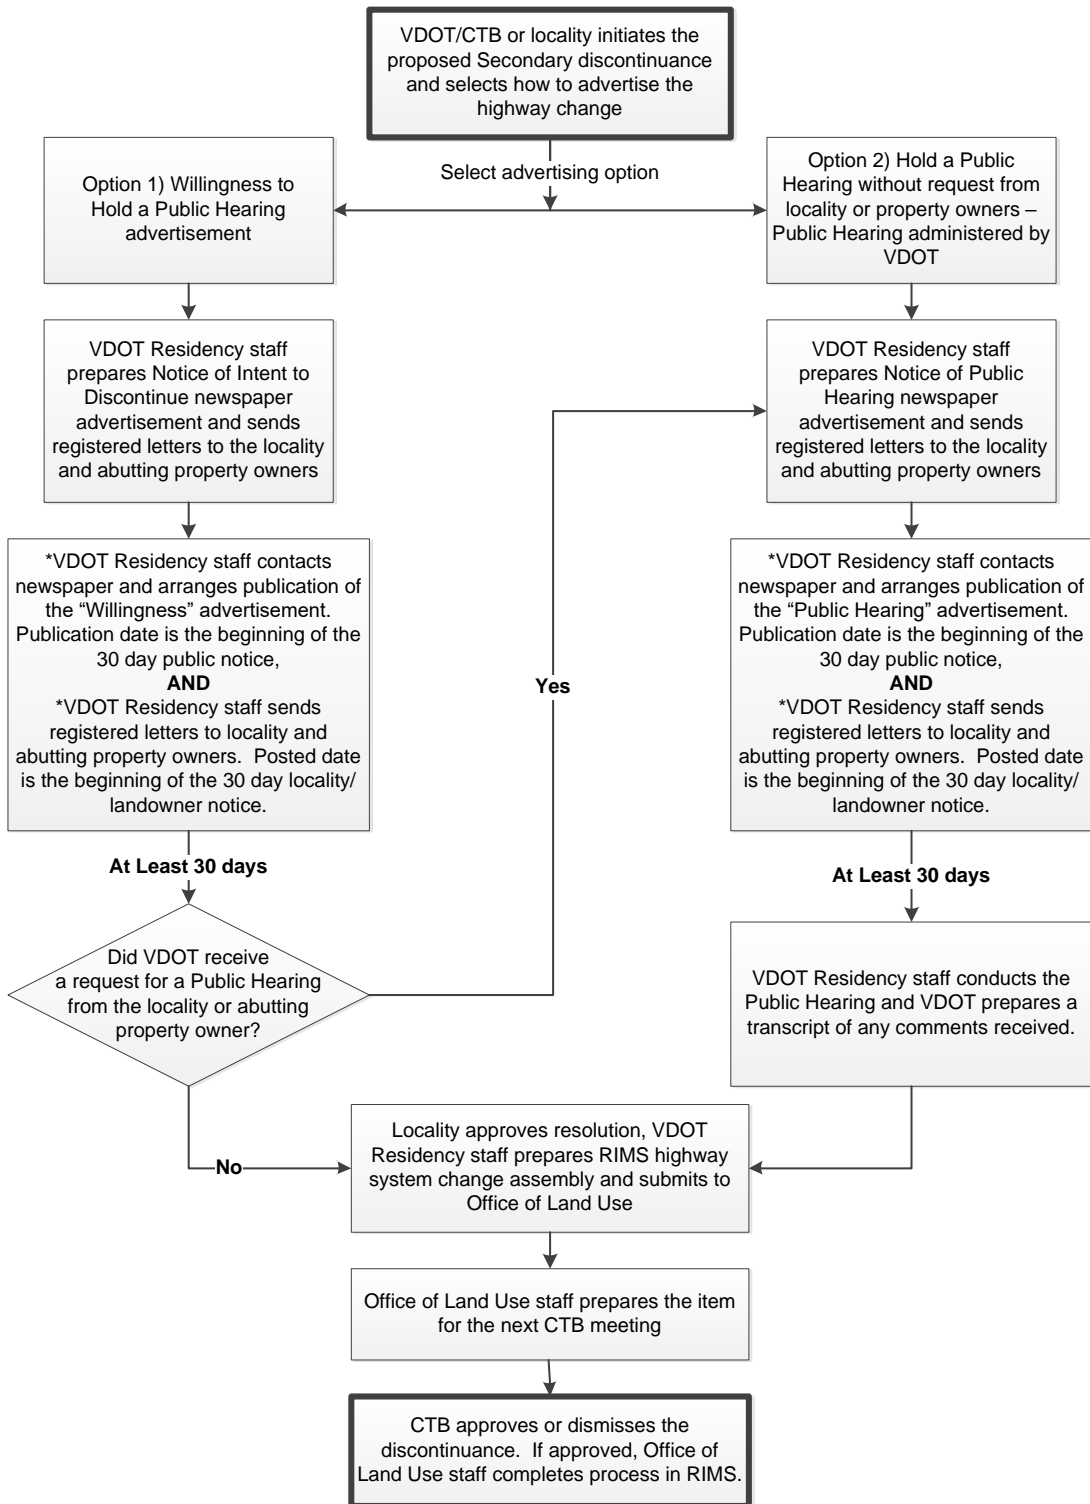 VDOT/CTB or locality initiates the
proposed Secondary discontinuance
and selects how to advertise the
highway change
Select advertising option
Option 1) Willingness to
Hold a Public Hearing
advertisement
Option 2) Hold a Public
Hearing without request from
locality or property owners –
Public Hearing administered by
VDOT
VDOT Residency staff
prepares Notice of Intent to
Discontinue newspaper
advertisement and sends
registered letters to the locality
and abutting property owners
VDOT Residency staff
prepares Notice of Public
Hearing newspaper
advertisement and sends
registered letters to the locality
and abutting property owners
*VDOT Residency staff contacts
newspaper and arranges publication of
the “Willingness” advertisement.
Publication date is the beginning of the
30 day public notice,
AND
*VDOT Residency staff sends
registered letters to locality and
abutting property owners.  Posted date
is the beginning of the 30 day locality/
landowner notice.
Yes
*VDOT Residency staff contacts
newspaper and arranges publication of
the “Public Hearing” advertisement.
Publication date is the beginning of the
30 day public notice,
AND
*VDOT Residency staff sends
registered letters to locality and
abutting property owners.  Posted date
is the beginning of the 30 day locality/
landowner notice.
At Least 30 days
At Least 30 days
Did VDOT receive
a request for a Public Hearing
from the locality or abutting
property owner?
VDOT Residency staff conducts the
Public Hearing and VDOT prepares a
transcript of any comments received.
No
Locality approves resolution, VDOT
Residency staff prepares RIMS highway
system change assembly and submits to
Office of Land Use
Office of Land Use staff prepares the item
for the next CTB meeting
CTB approves or dismisses the
discontinuance.  If approved, Office of
Land Use staff completes process in RIMS.